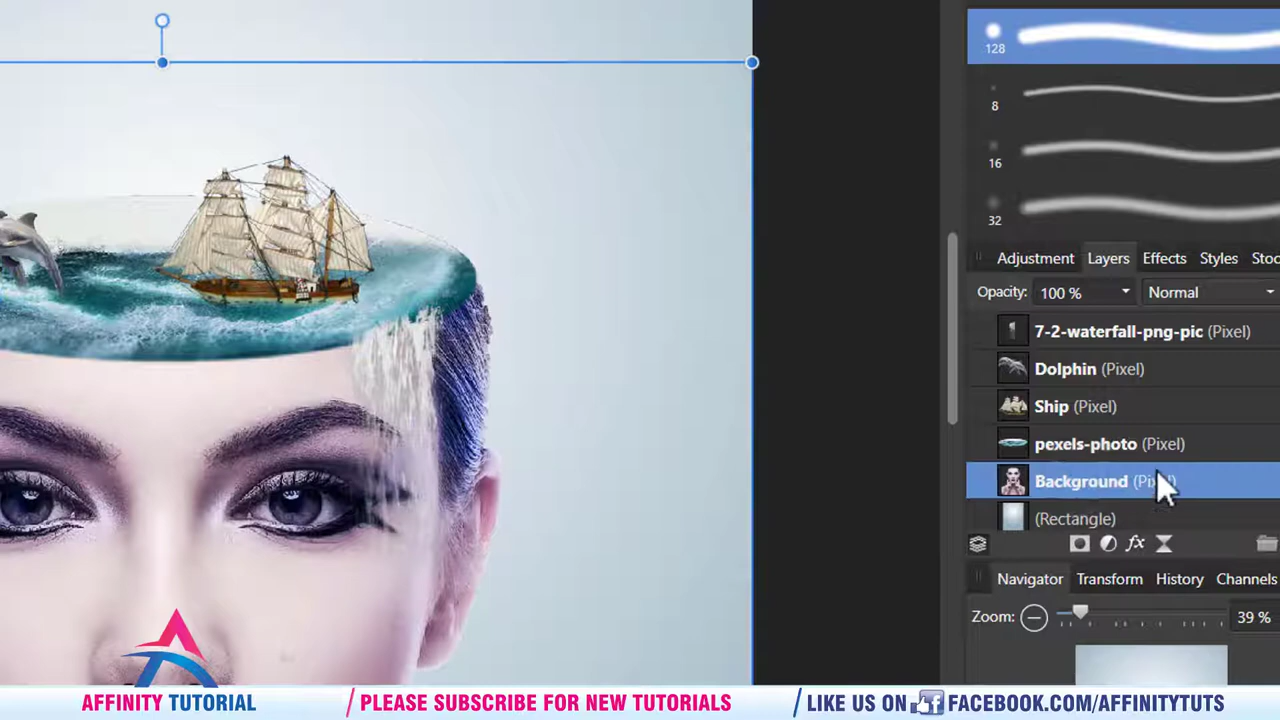 128
8
16
32
Adjustment Layers Effects Styles Stoc
Opacity: 100 % Normal
7-2-waterfall-png-pic (Pixel)
Dolphin (Pixel)
Ship (Pixel)
pexels-photo (Pixel)
Background
(Rectangle)
fx
Navigator Transform History Channels
Zoom: 39 %
AFFINITY TUTORIAL / PLEASE SUBSCRIBE FOR NEW TUTORIALS / LIKE US ON FACEBOOK.COM/AFFINITYTUTS